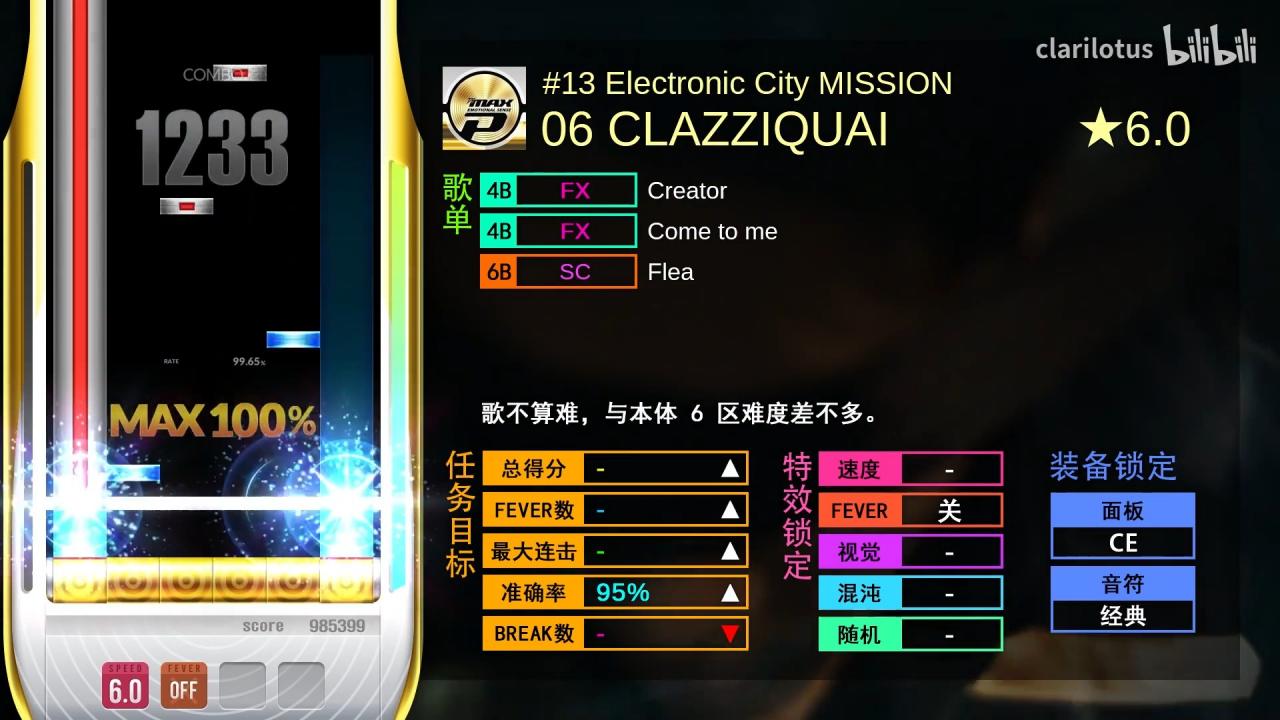 clarilotus bilibili
#13 Electronic City MISSION
06 CLAZZIQUAI
★6.0
MAX
EMOTIONAL SENSE
歌单
4B FX Creator
4B FX Come to me
6B SC Flea
歌不算难，与本体 6 区难度差不多。
任务目标
总得分 - ▲
FEVER数 - ▲
最大连击 - ▲
准确率 95% ▲
BREAK数 - ▼
特效锁定
速度 -
FEVER 关
视觉 -
混沌 -
随机 -
装备锁定
面板
CE
音符
经典
1233
RATE 99.65%
MAX 100%
score 985399
SPEED
6.0
FEVER
OFF